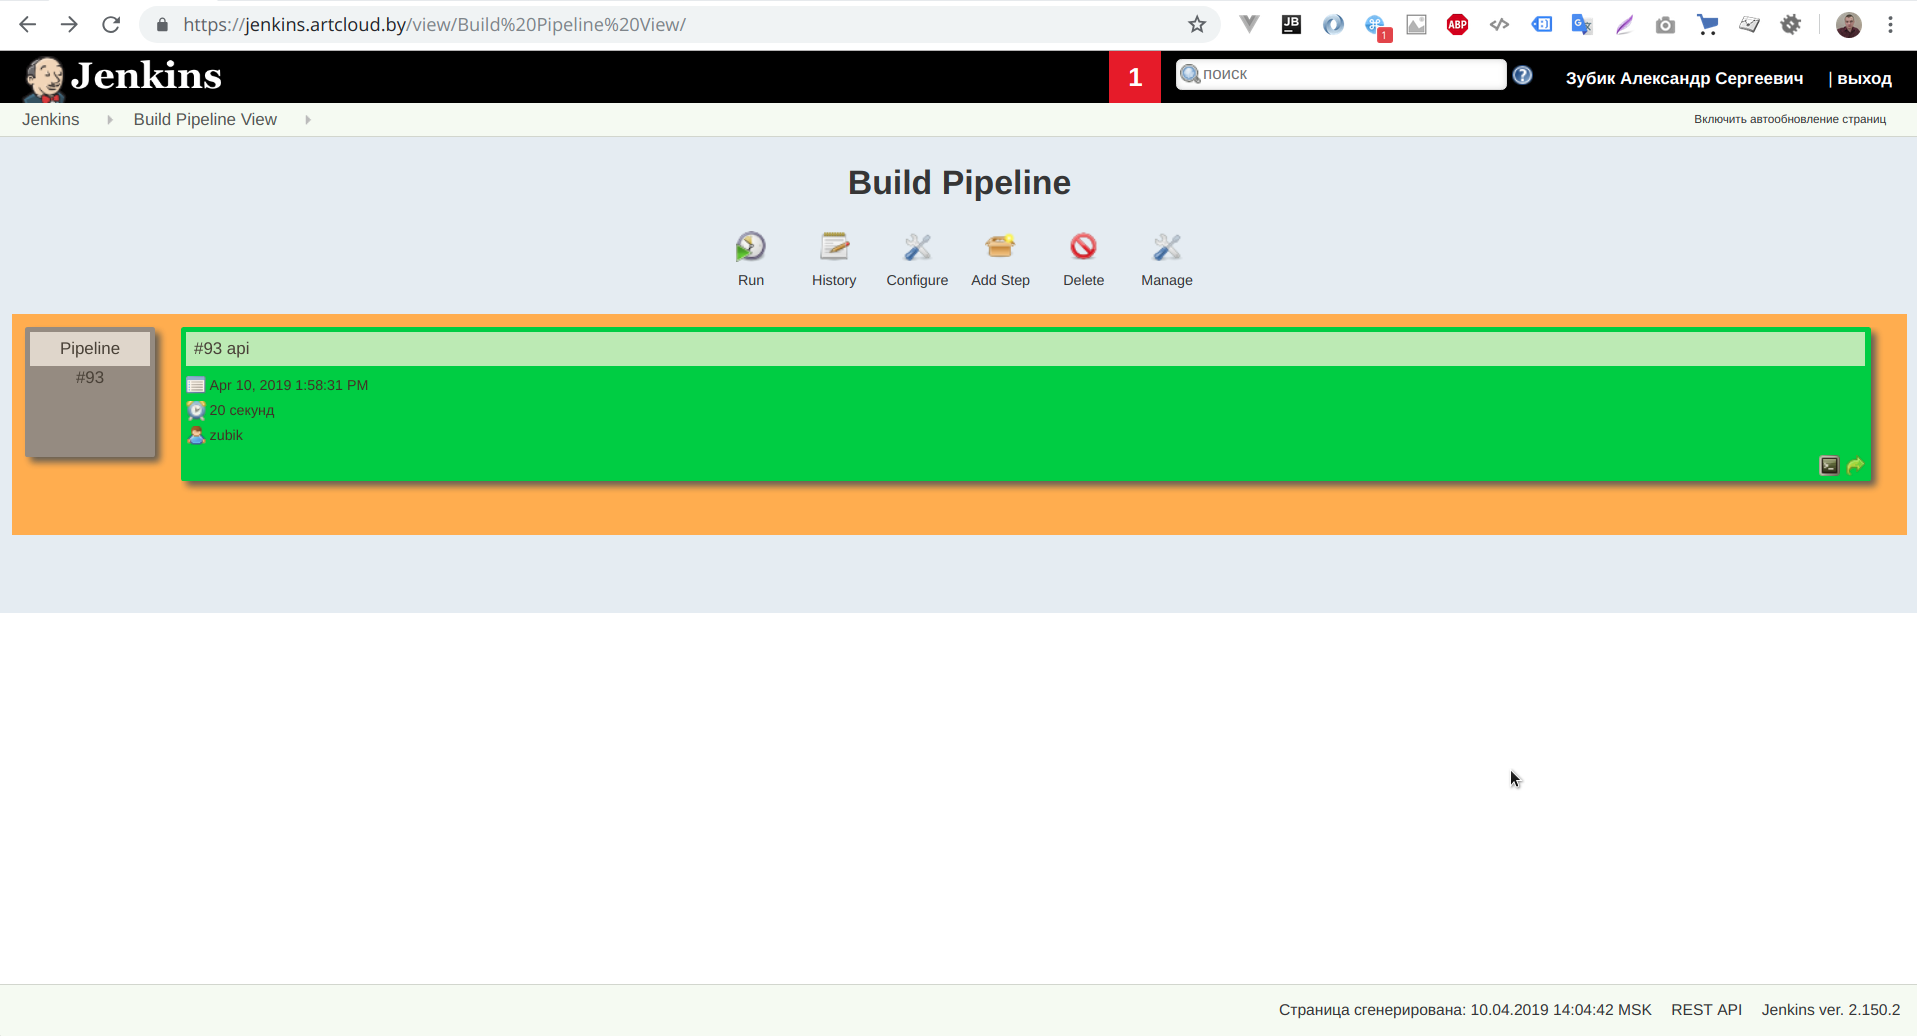 https://jenkins.artcloud.by/view/Build%20Pipeline%20View/
JB
ABP
1
Jenkins
1
поиск
Зубик Александр Сергеевич
| выход
Jenkins
Build Pipeline View
Включить автообновление страниц
Build Pipeline
Run
History
Configure
Add Step
Delete
Manage
Pipeline
#93
#93 api
Apr 10, 2019 1:58:31 PM
20 секунд
zubik
Страница сгенерирована: 10.04.2019 14:04:42 MSK
REST API
Jenkins ver. 2.150.2